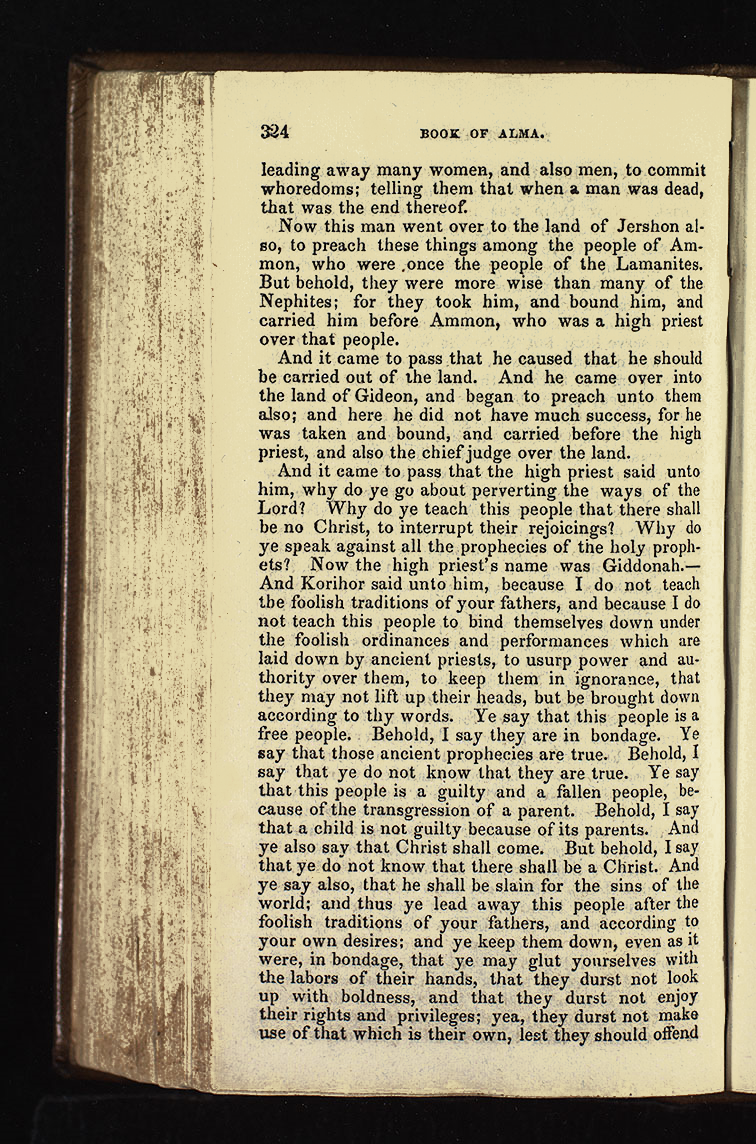 324 BOOK OF ALMA.
leading away many women, and also men, to commit
whoredoms; telling them that when a man was dead,
that was the end thereof.
Now this man went over to the land of Jershon al-
so, to preach these things among the people of Am-
mon, who were once the people of the Lamanites.
But behold, they were more wise than many of the
Nephites; for they took him, and bound him, and
carried him before Ammon, who was a high priest
over that people.
And it came to pass that he caused that he should
be carried out of the land. And he came over into
the land of Gideon, and began to preach unto them
also; and here he did not have much success, for he
was taken and bound, and carried before the high
priest, and also the chief judge over the land.
And it came to pass that the high priest said unto
him, why do ye go about perverting the ways of the
Lord? Why do ye teach this people that there shall
be no Christ, to interrupt their rejoicings? Why do
ye speak against all the prophecies of the holy proph-
ets? Now the high priest's name was Giddonah.—
And Korihor said unto him, because I do not teach
the foolish traditions of your fathers, and because I do
not teach this people to bind themselves down under
the foolish ordinances and performances which are
laid down by ancient priests, to usurp power and au-
thority over them, to keep them in ignorance, that
they may not lift up their heads, but be brought down
according to thy words. Ye say that this people is a
free people. Behold, I say they are in bondage. Ye
say that those ancient prophecies are true. Behold, I
say that ye do not know that they are true. Ye say
that this people is a guilty and a fallen people, be-
cause of the transgression of a parent. Behold, I say
that a child is not guilty because of its parents. And
ye also say that Christ shall come. But behold, I say
that ye do not know that there shall be a Christ. And
ye say also, that he shall be slain for the sins of the
world; and thus ye lead away this people after the
foolish traditions of your fathers, and according to
your own desires; and ye keep them down, even as it
were, in bondage, that ye may glut yourselves with
the labors of their hands, that they durst not look
up with boldness, and that they durst not enjoy
their rights and privileges; yea, they durst not make
use of that which is their own, lest they should offend